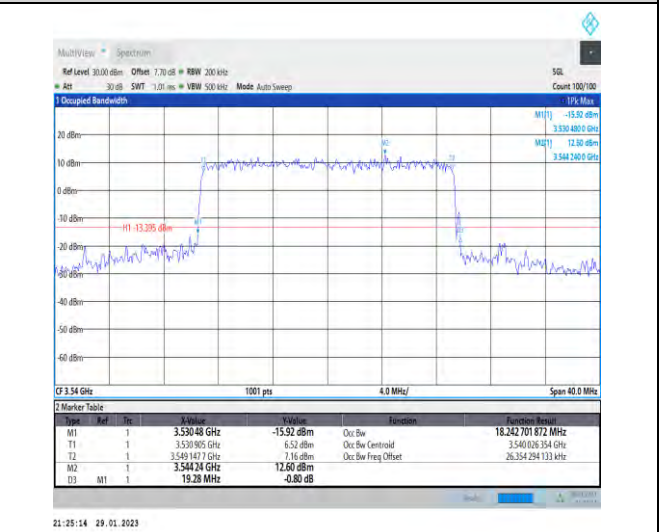 MultiView Spectrum
Ref Level 30.00 dBm Offset 7.70 dB RBW 200 kHz SGL
Att 30 dB SWT 1.01 ms VBW 500 kHz Mode Auto Sweep Count 100/100
1 Occupied Bandwidth 1Pk Max
M1[1] -15.92 dBm
3.530 480 0 GHz
M2[1] 12.60 dBm
3.544 240 0 GHz
20 dBm
M2
10 dBm
T1
T2
0 dBm
-10 dBm
H1 -13.395 dBm
M1
-20 dBm
-30 dBm
-40 dBm
-50 dBm
-60 dBm
CF 3.54 GHz 1001 pts 4.0 MHz/ Span 40.0 MHz
2 Marker Table
Type Ref Trc X-Value Y-Value Function Function Result
M1 1 3.530 48 GHz -15.92 dBm Occ Bw 18.242 701 872 MHz
T1 1 3.530 905 GHz 6.52 dBm Occ Bw Centroid 3.540 026 354 GHz
T2 1 3.549 147 7 GHz 7.16 dBm Occ Bw Freq Offset 26.354 294 133 kHz
M2 1 3.544 24 GHz 12.60 dBm
D3 M1 1 19.28 MHz -0.80 dB
21:25:14 29.01.2023